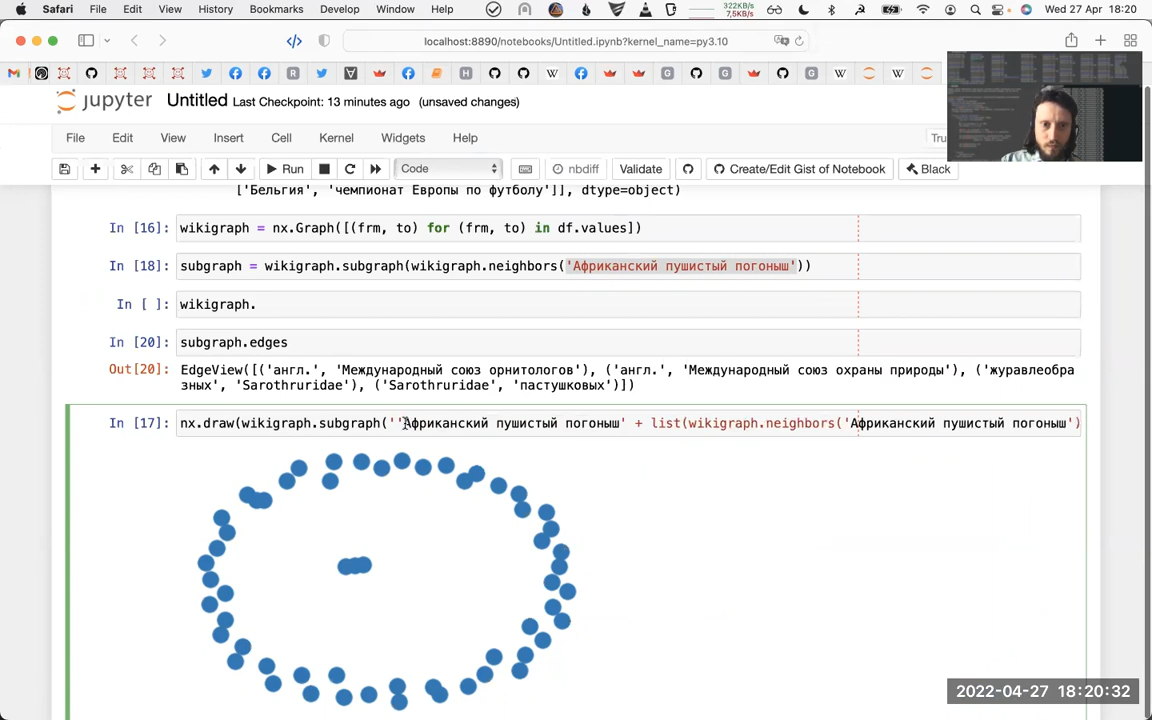 Safari File Edit View History Bookmarks Develop Window Help 322KB/s 7,5KB/s Wed 27 Apr 18:20
localhost:8890/notebooks/Untitled.ipynb?kernel_name=py3.10
jupyter Untitled Last Checkpoint: 13 minutes ago (unsaved changes)
File Edit View Insert Cell Kernel Widgets Help Tru
Run Code nbdiff Validate Create/Edit Gist of Notebook Black
['Бельгия', 'чемпионат Европы по футболу']], dtype=object)
In [16]: wikigraph = nx.Graph([(frm, to) for (frm, to) in df.values])
In [18]: subgraph = wikigraph.subgraph(wikigraph.neighbors('Африканский пушистый погоныш'))
In [ ]: wikigraph.
In [20]: subgraph.edges
Out[20]: EdgeView([('англ.', 'Международный союз орнитологов'), ('англ.', 'Международный союз охраны природы'), ('журавлеобра
зных', 'Sarothruridae'), ('Sarothruridae', 'пастушковых')])
In [17]: nx.draw(wikigraph.subgraph(''Африканский пушистый погоныш' + list(wikigraph.neighbors('Африканский пушистый погоныш')
2022-04-27 18:20:32